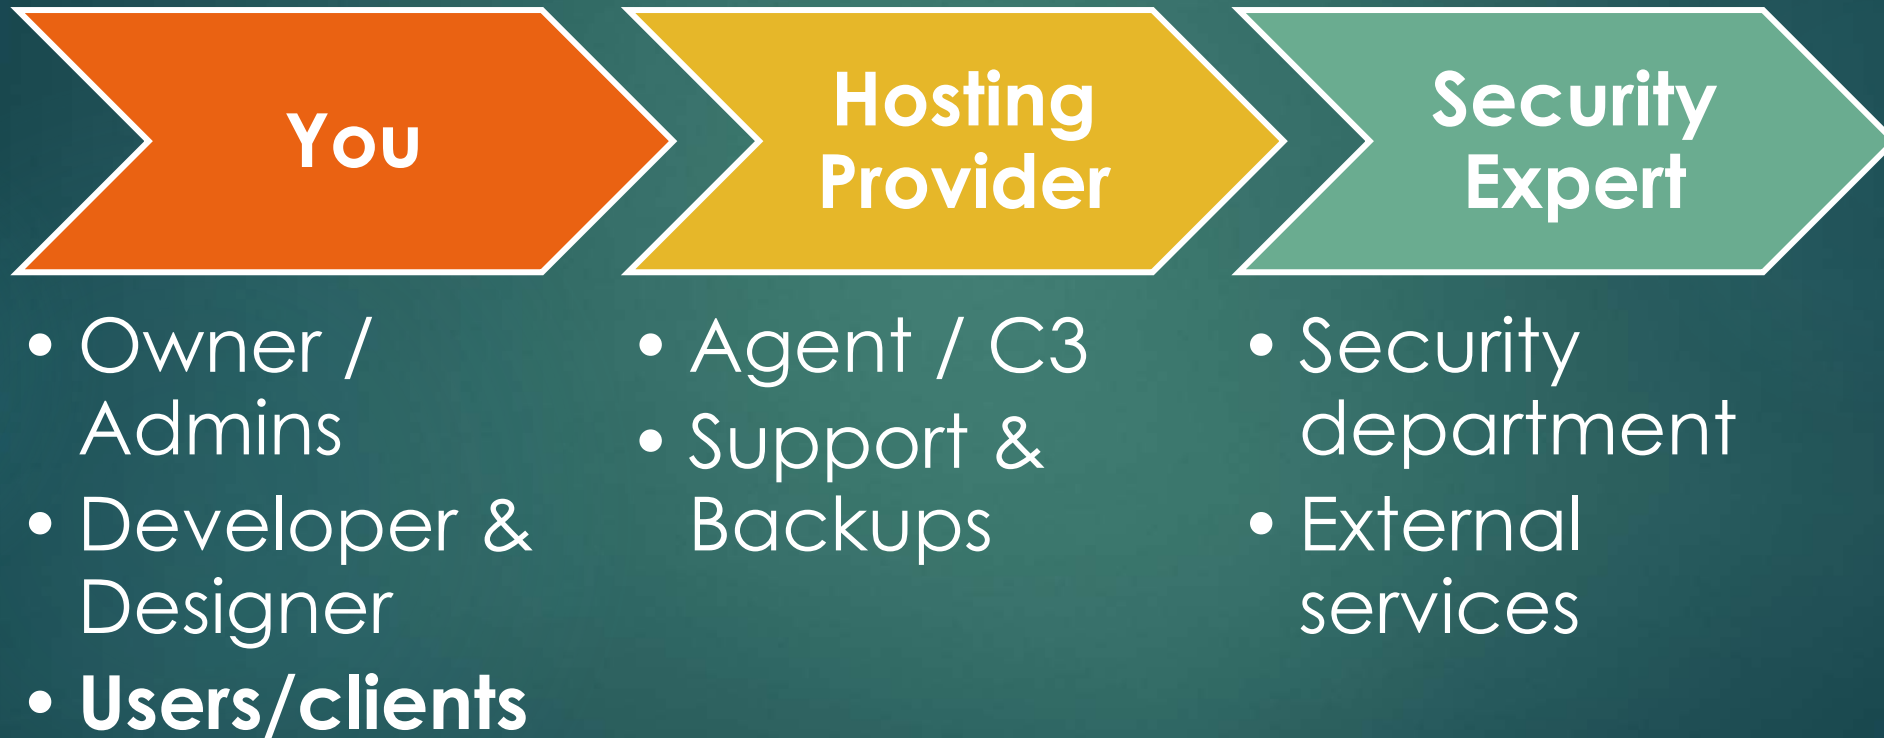 You
Hosting
Provider
Security
Expert
• Owner /
Admins
• Developer &
Designer
• Users/clients
• Agent / C3
• Support &
Backups
• Security
department
• External
services